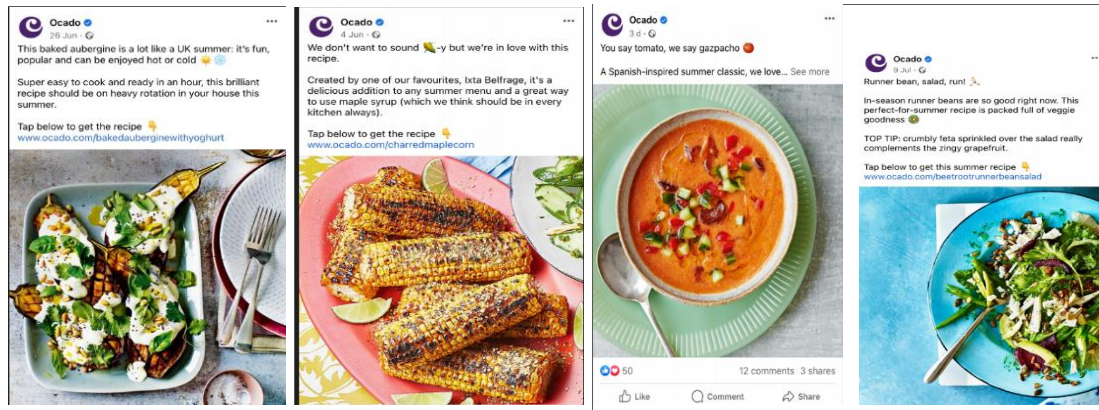 Ocado
26 Jun ·
This baked aubergine is a lot like a UK summer: it's fun,
popular and can be enjoyed hot or cold ☀️ ❄️
Super easy to cook and ready in an hour, this brilliant
recipe should be on heavy rotation in your house this
summer.
Tap below to get the recipe 👇
www.ocado.com/bakedauberginewithyoghurt
Ocado
4 Jun ·
We don't want to sound 🌽-y but we're in love with this
recipe.
Created by one of our favourites, Ixta Belfrage, it's a
delicious addition to any summer menu and a great way
to use maple syrup (which we think should be in every
kitchen always).
Tap below to get the recipe 👇
www.ocado.com/charredmaplecorn
Ocado
3 d ·
You say tomato, we say gazpacho 🍅
A Spanish-inspired summer classic, we love... See more
50
12 comments 3 shares
Like Comment Share
Ocado
9 Jul ·
Runner bean, salad, run! 🏃
In-season runner beans are so good right now. This
perfect-for-summer recipe is packed full of veggie
goodness 🥗
TOP TIP: crumbly feta sprinkled over the salad really
complements the zingy grapefruit.
Tap below to get this summer recipe 👇
www.ocado.com/beetrootrunnerbeansalad